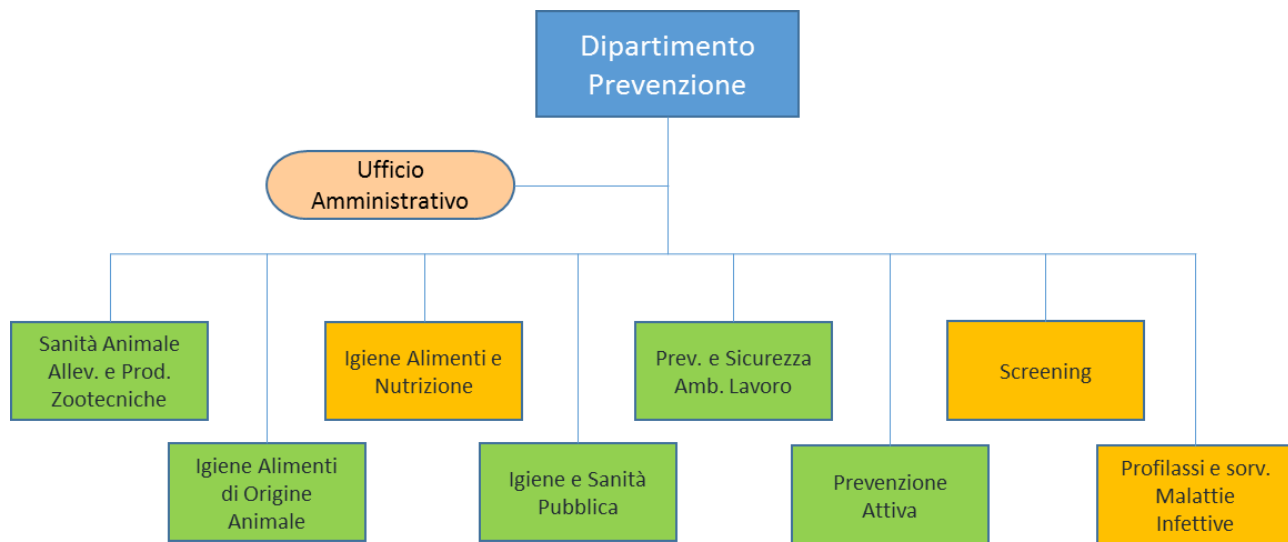 Dipartimento
Prevenzione
Ufficio
Amministrativo
Sanità Animale
Allev. e Prod.
Zootecniche
Igiene Alimenti e
Nutrizione
Prev. e Sicurezza
Amb. Lavoro
Screening
Igiene Alimenti
di Origine
Animale
Igiene e Sanità
Pubblica
Prevenzione
Attiva
Profilassi e sorv.
Malattie
Infettive